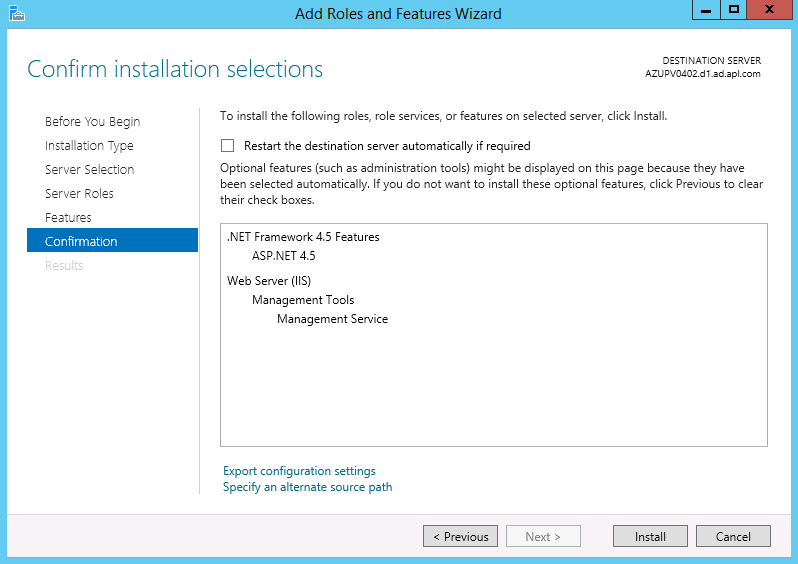 Add Roles and Features Wizard
Confirm installation selections
DESTINATION SERVER
AZUPV0402.d1.ad.apl.com
Before You Begin
Installation Type
Server Selection
Server Roles
Features
Confirmation
Results
To install the following roles, role services, or features on selected server, click Install.
Restart the destination server automatically if required
Optional features (such as administration tools) might be displayed on this page because they have
been selected automatically. If you do not want to install these optional features, click Previous to clear
their check boxes.
.NET Framework 4.5 Features
ASP.NET 4.5
Web Server (IIS)
Management Tools
Management Service
Export configuration settings
Specify an alternate source path
< Previous
Next >
Install
Cancel